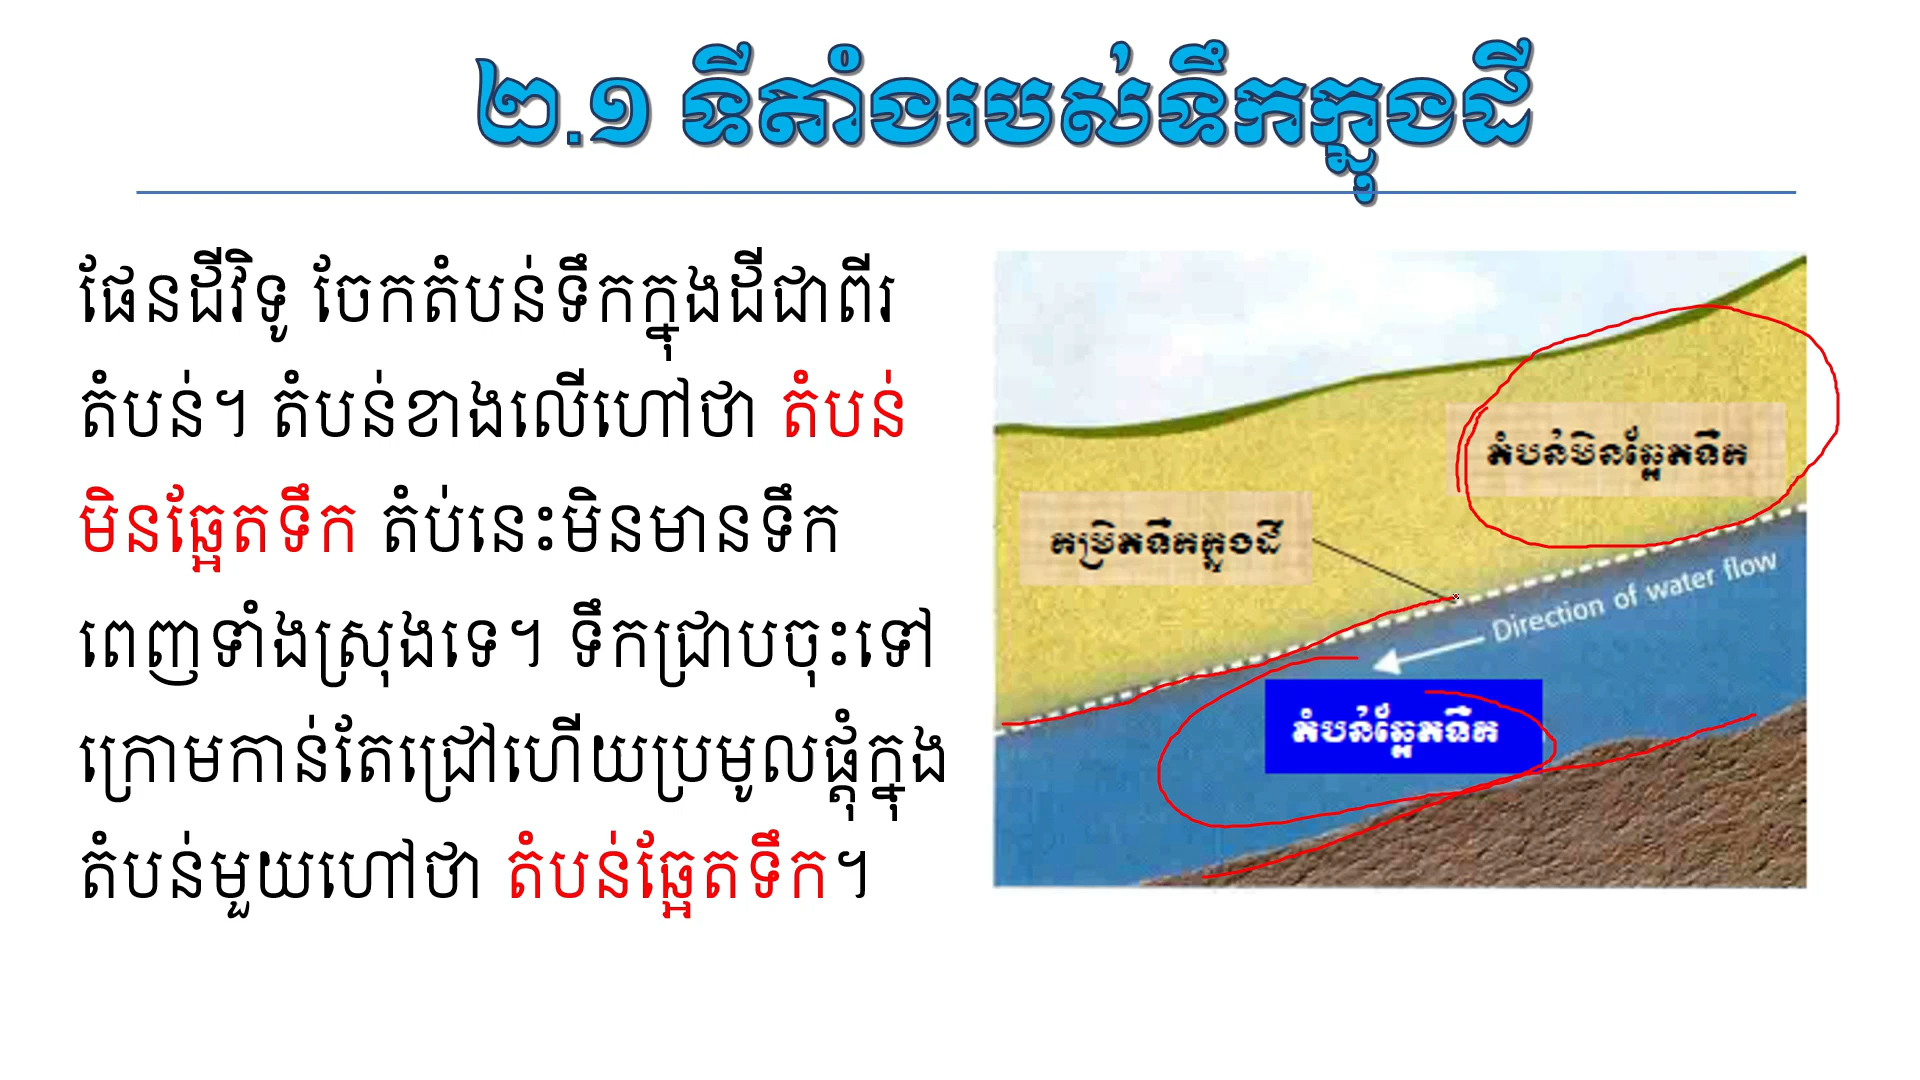 ២.១ ទីតាំងរបស់ទឹកក្នុងដី
ផែនដីវិទូ ចែកតំបន់ទឹកក្នុងដីជាពីរ
តំបន់។ តំបន់ខាងលើហៅថា តំបន់
មិនឆ្អែតទឹក តំប់នេះមិនមានទឹក
ពេញទាំងស្រុងទេ។ ទឹកជ្រាបចុះទៅ
ក្រោមកាន់តែជ្រៅហើយប្រមូលផ្តុំក្នុង
តំបន់មួយហៅថា តំបន់ឆ្អែតទឹក។
តំបន់មិនឆ្អែតទឹក
កម្រិតទឹកក្នុងដី
Direction of water flow
តំបន់ឆ្អែតទឹក